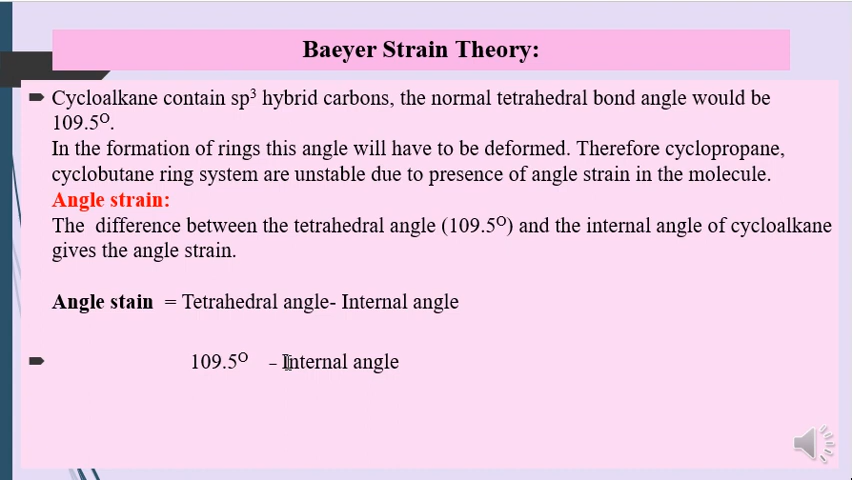 Baeyer Strain Theory:
Cycloalkane contain sp³ hybrid carbons, the normal tetrahedral bond angle would be
109.5ᴼ.
In the formation of rings this angle will have to be deformed. Therefore cyclopropane,
cyclobutane ring system are unstable due to presence of angle strain in the molecule.
Angle strain:
The difference between the tetrahedral angle (109.5ᴼ) and the internal angle of cycloalkane
gives the angle strain.
Angle stain = Tetrahedral angle- Internal angle
109.5ᴼ – Internal angle